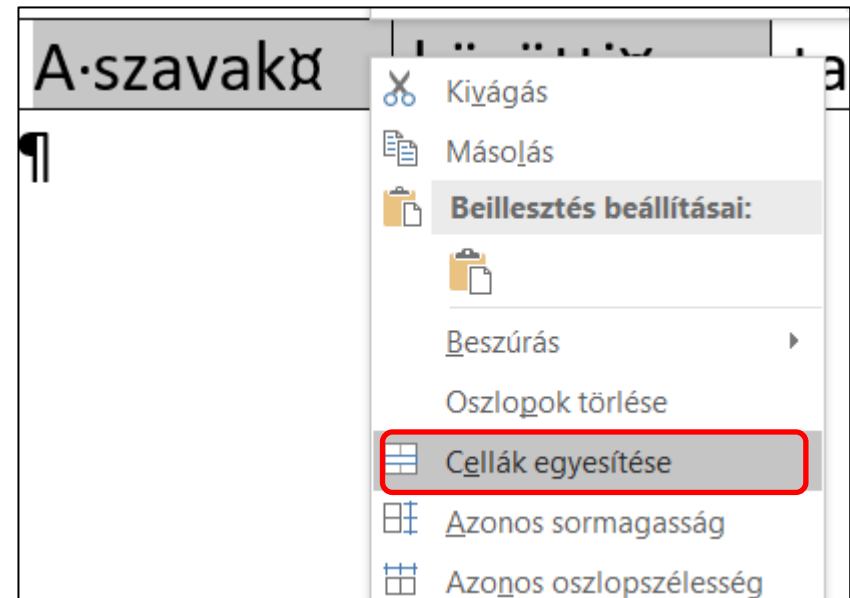 A·szavak¤
Kivágás
Másolás
Beillesztés beállításai:
Beszúrás
Oszlopok törlése
Cellák egyesítése
Azonos sormagasság
Azonos oszlopszélesség
¶